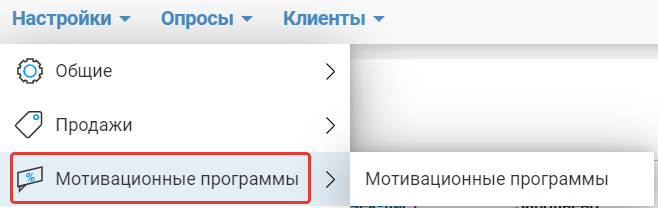 Настройки Опросы Клиенты
Общие
Продажи
%
Мотивационные программы Мотивационные программы